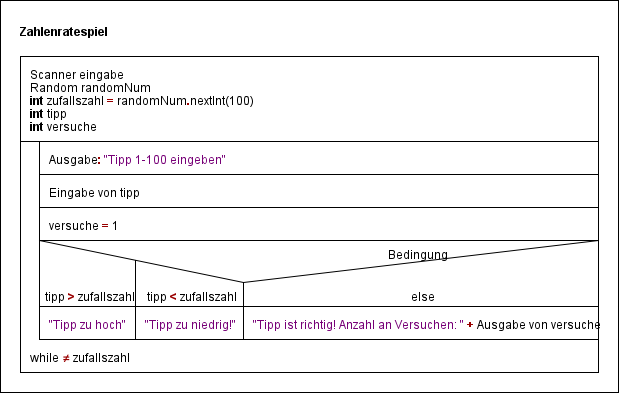 Zahlenratespiel
Scanner eingabe
Random randomNum
int zufallszahl = randomNum.nextInt(100)
int tipp
int versuche
Ausgabe: "Tipp 1-100 eingeben"
Eingabe von tipp
versuche = 1
Bedingung
tipp > zufallszahl
tipp < zufallszahl
else
"Tipp zu hoch"
"Tipp zu niedrig!"
"Tipp ist richtig! Anzahl an Versuchen: " + Ausgabe von versuche
while ≠ zufallszahl